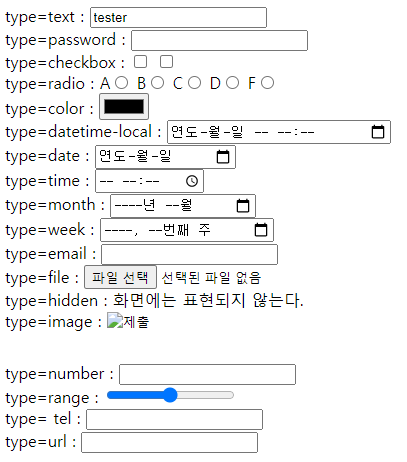 type=text : tester
type=password :
type=checkbox :
type=radio : A B C D F
type=color :
type=datetime-local : 연도-월-일 -- --:--
type=date : 연도-월-일
type=time : -- --:--
type=month : ----년 --월
type=week : ----, --번째 주
type=email :
type=file : 파일 선택 선택된 파일 없음
type=hidden : 화면에는 표현되지 않는다.
type=image : 제출
type=number :
type=range :
type= tel :
type=url :